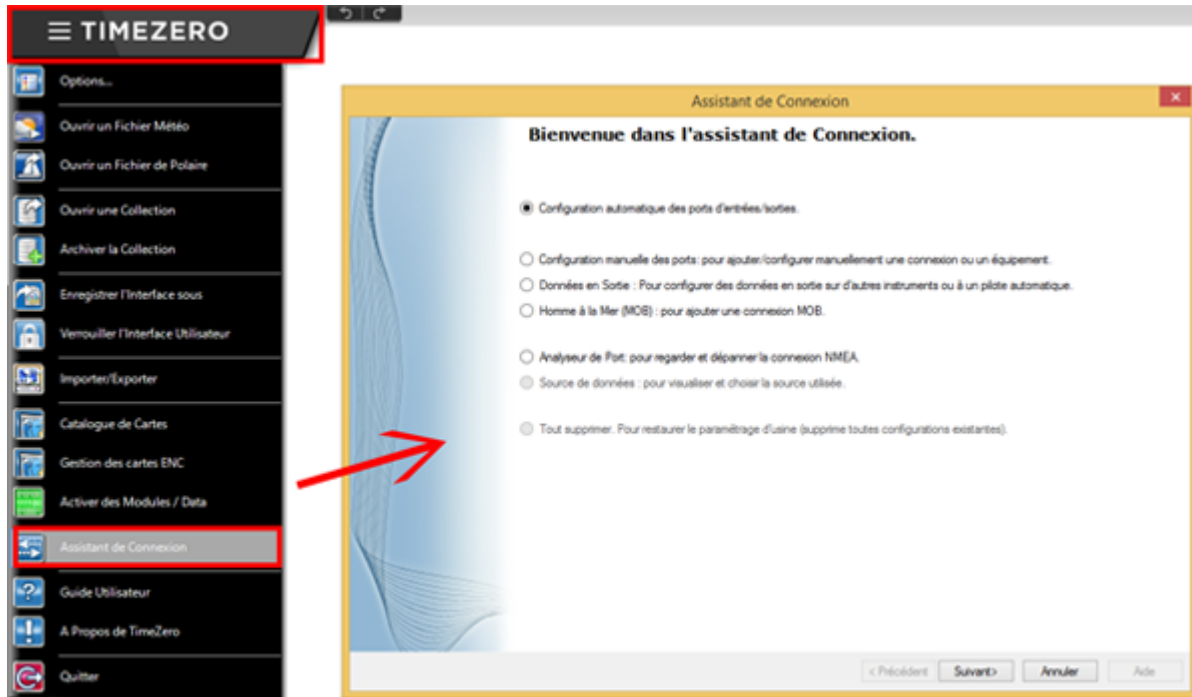 TIMEZERO
Options...
Ouvrir un Fichier Météo
Ouvrir un Fichier de Polaire
Ouvrir une Collection
Archiver la Collection
Enregistrer l'Interface sous
Verrouiller l'Interface Utilisateur
Importer/Exporter
Catalogue de Cartes
Gestion des cartes ENC
Activer des Modules / Data
Assistant de Connexion
Guide Utilisateur
A Propos de TimeZero
Quitter
Assistant de Connexion
Bienvenue dans l'assistant de Connexion.
Configuration automatique des ports d'entrées/sorties.
Configuration manuelle des ports: pour ajouter/configurer manuellement une connexion ou un équipement.
Données en Sortie : Pour configurer des données en sortie sur d'autres instruments ou à un pilote automatique.
Homme à la Mer (MOB) : pour ajouter une connexion MOB.
Analyseur de Port: pour regarder et dépanner la connexion NMEA.
Source de données : pour visualiser et choisir la source utilisée.
Tout supprimer. Pour restaurer le paramétrage d'usine (supprime toutes configurations existantes).
< Précédent Suivant> Annuler Aide